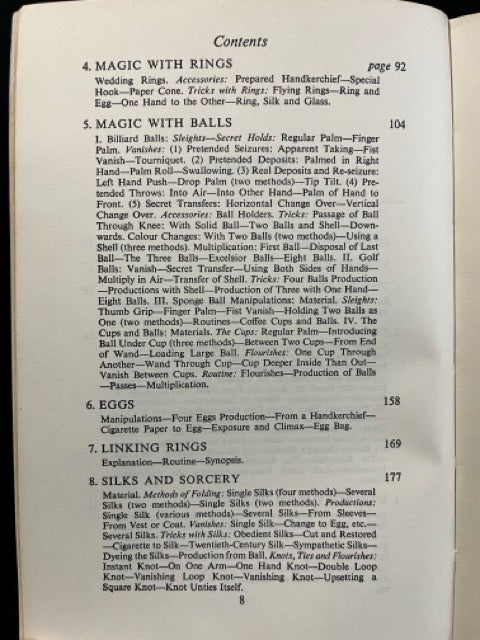 Contents
4. MAGIC WITH RINGS page 92
Wedding Rings. Accessories: Prepared Handkerchief—Special
Hook—Paper Cone. Tricks with Rings: Flying Rings—Ring and
Egg—One Hand to the Other—Ring, Silk and Glass.
5. MAGIC WITH BALLS 104
I. Billiard Balls: Sleights—Secret Holds: Regular Palm—Finger
Palm. Vanishes: (1) Pretended Seizures: Apparent Taking—Fist
Vanish—Tourniquet. (2) Pretended Deposits: Palmed in Right
Hand—Palm Roll—Swallowing. (3) Real Deposits and Re-seizure:
Left Hand Push—Drop Palm (two methods)—Tip Tilt. (4) Pre-
tended Throws: Into Air—Into Other Hand—Palm of Hand to
Front. (5) Secret Transfers: Horizontal Change Over—Vertical
Change Over. Accessories: Ball Holders. Tricks: Passage of Ball
Through Knee: With Solid Ball—Two Balls and Shell—Down-
wards. Colour Changes: With Two Balls (two methods)—Using a
Shell (three methods). Multiplication: First Ball—Disposal of Last
Ball—The Three Balls—Excelsior Balls—Eight Balls. II. Golf
Balls: Vanish—Secret Transfer—Using Both Sides of Hands—
Multiply in Air—Transfer of Shell. Tricks: Four Balls Production
—Productions with Shell—Production of Three with One Hand—
Eight Balls. III. Sponge Ball Manipulations: Material. Sleights:
Thumb Grip—Finger Palm—Fist Vanish—Holding Two Balls as
One (two methods)—Routines—Coffee Cups and Balls. IV. The
Cups and Balls: Materials. The Cups: Regular Palm—Introducing
Ball Under Cup (three methods)—Between Two Cups—From End
of Wand—Loading Large Ball. Flourishes: One Cup Through
Another—Wand Through Cup—Cup Deeper Inside Than Out—
Vanish Between Cups. Routine: Flourishes—Production of Balls
—Passes—Multiplication.
6. EGGS 158
Manipulations—Four Eggs Production—From a Handkerchief—
Cigarette Paper to Egg—Exposure and Climax—Egg Bag.
7. LINKING RINGS 169
Explanation—Routine—Synopsis.
8. SILKS AND SORCERY 177
Material. Methods of Folding: Single Silks (four methods)—Several
Silks (two methods)—Single Silks (two methods). Productions:
Single Silk (various methods)—Several Silks—From Sleeves—
From Vest or Coat. Vanishes: Single Silk—Change to Egg, etc.—
Several Silks. Tricks with Silks: Obedient Silks—Cut and Restored
—Cigarette to Silk—Twentieth-Century Silk—Sympathetic Silks—
Dyeing the Silks—Production from Ball. Knots, Ties and Flourishes:
Instant Knot—On One Arm—One Hand Knot—Double Loop
Knot—Vanishing Loop Knot—Vanishing Knot—Upsetting a
Square Knot—Knot Unties Itself.
8